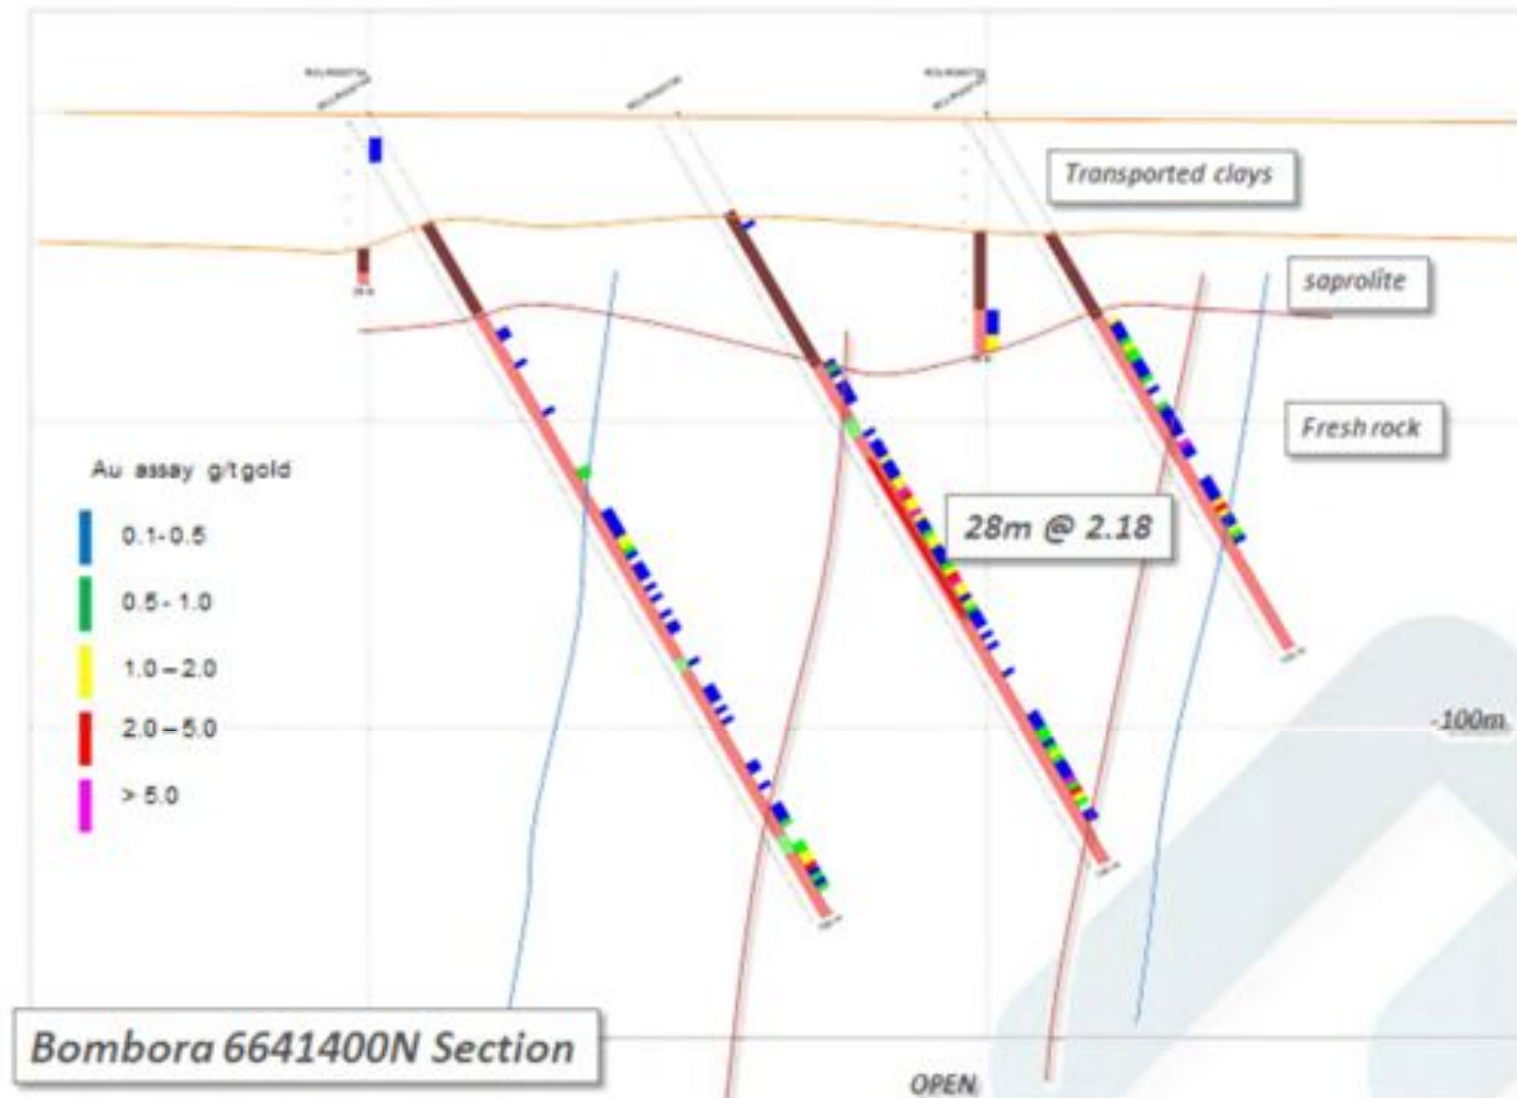 Transported clays
saprolite
Fresh rock
Au assay g/t gold
0.1-0.5
0.5-1.0
1.0–2.0
2.0–5.0
> 5.0
28m @ 2.18
-100m
Bombora 6641400N Section
OPEN